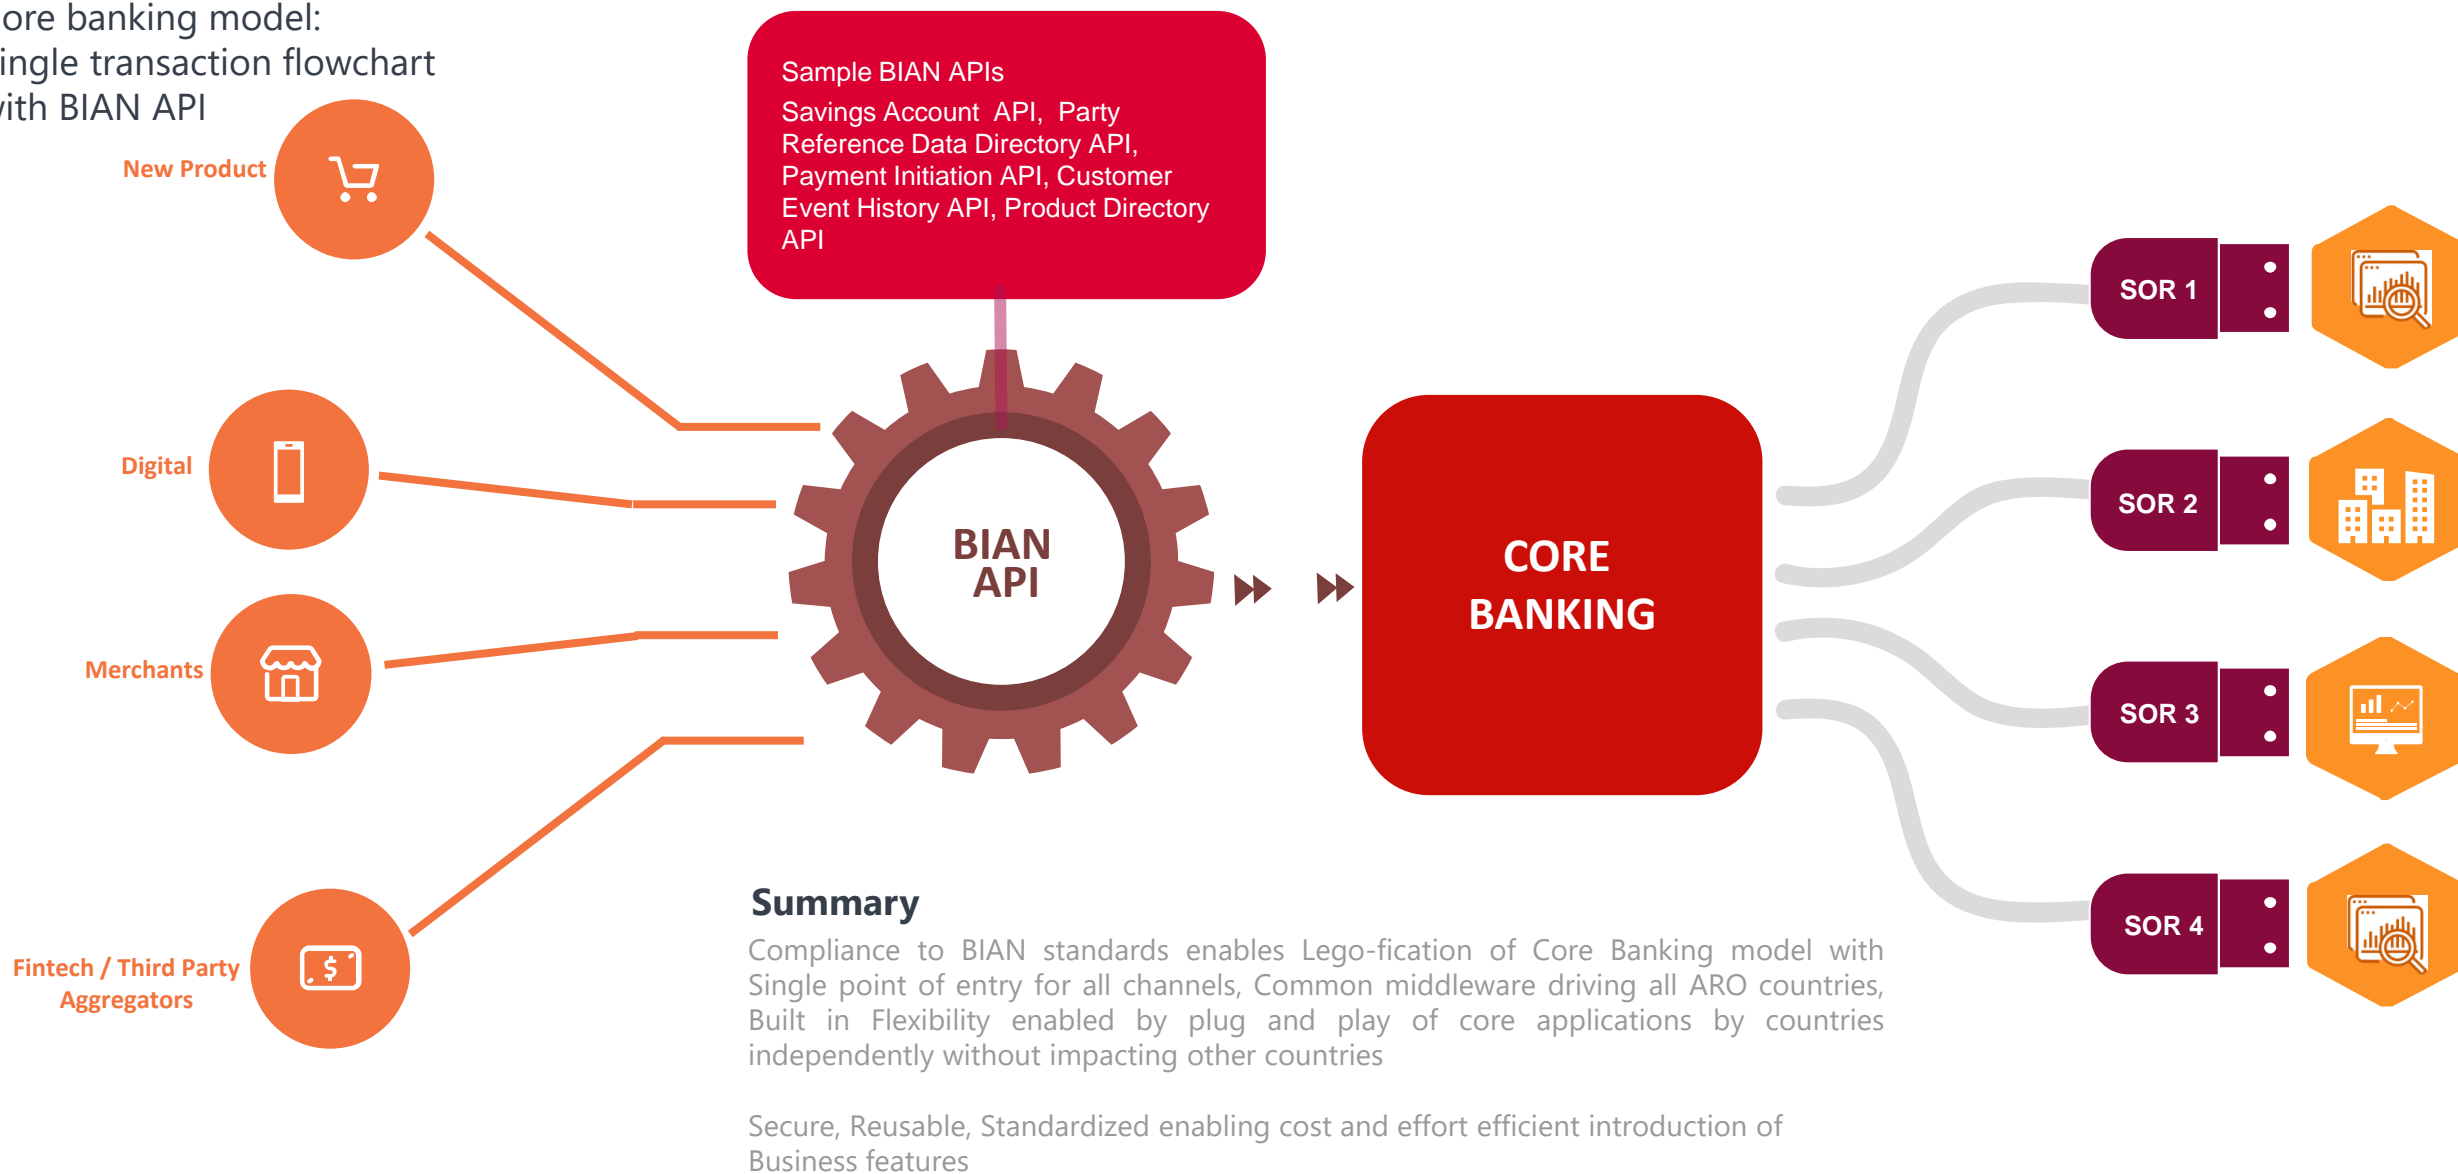 ore banking model:
ingle transaction flowchart
ith BIAN API
Sample BIAN APIs
Savings Account API, Party
Reference Data Directory API,
Payment Initiation API, Customer
Event History API, Product Directory
API
New Product
Digital
Merchants
Fintech / Third Party
Aggregators
BIAN
API
CORE
BANKING
SOR 1
SOR 2
SOR 3
SOR 4
Summary
Compliance to BIAN standards enables Lego-fication of Core Banking model with
Single point of entry for all channels, Common middleware driving all ARO countries,
Built in Flexibility enabled by plug and play of core applications by countries
independently without impacting other countries
Secure, Reusable, Standardized enabling cost and effort efficient introduction of
Business features